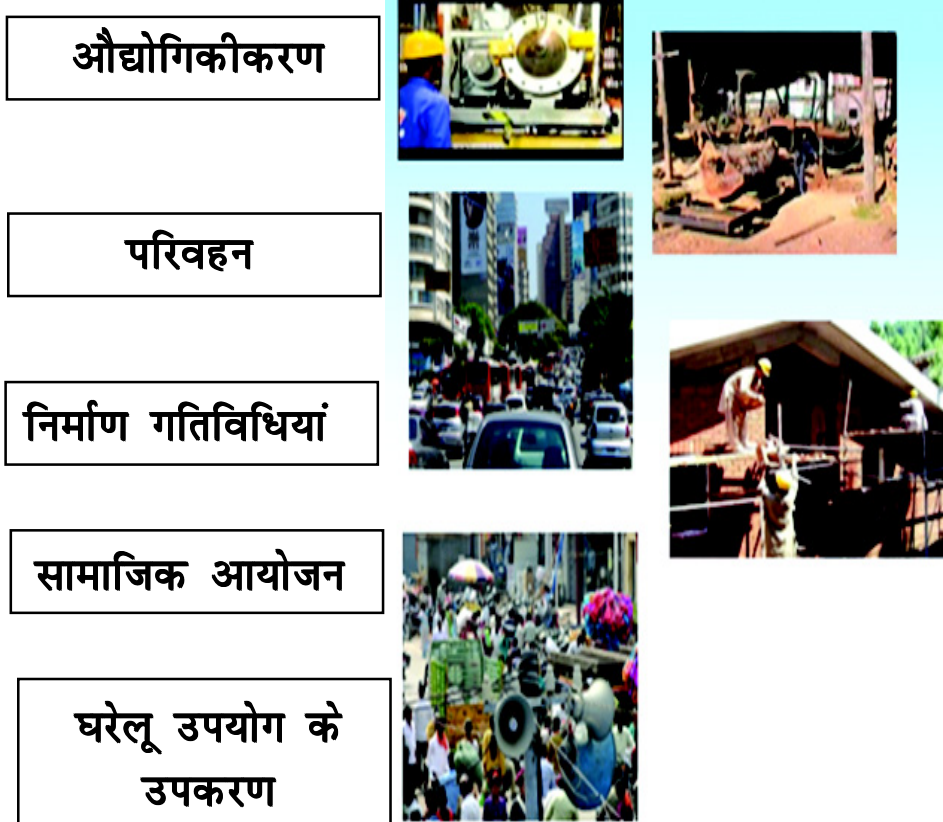 औद्योगिकीकरण
परिवहन
निर्माण गतिविधियां
सामाजिक आयोजन
घरेलू उपयोग के
उपकरण